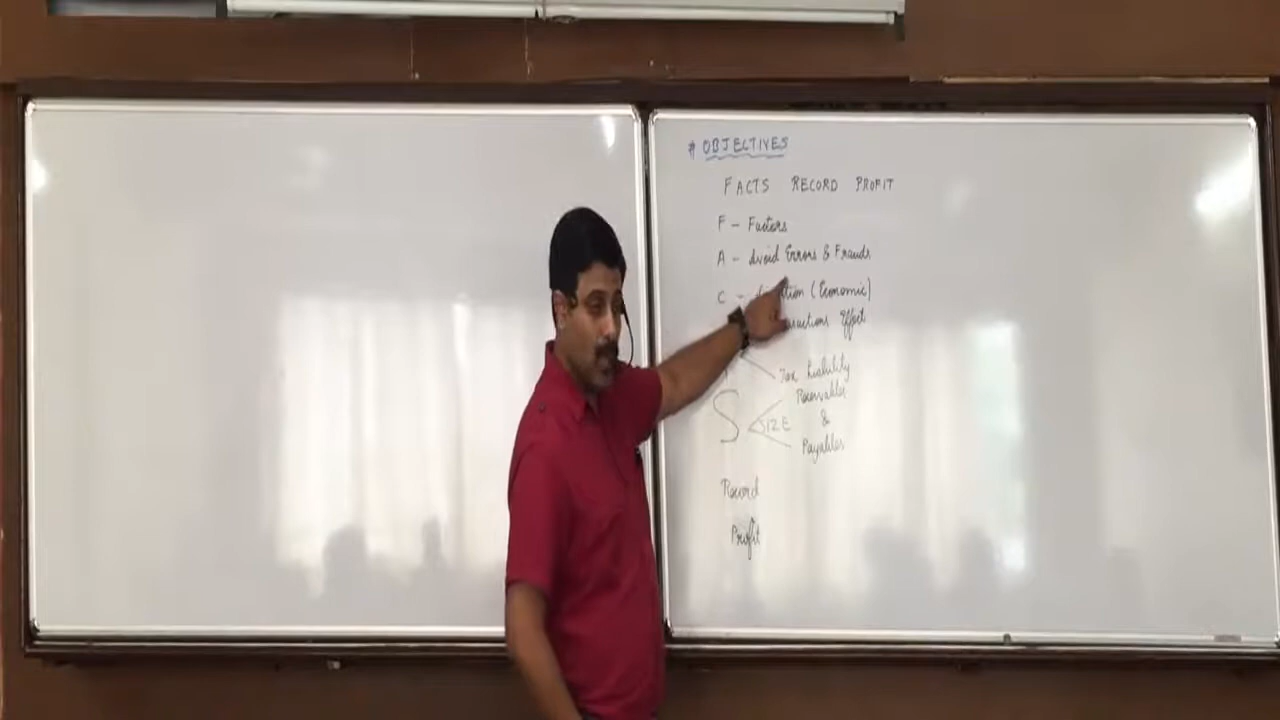 # OBJECTIVES
FACTS RECORD PROFIT
F - Factors
A - Avoid Errors & Frauds
C - (Economic)
Effect
Tax Liability
Receivables
SIZE &
Payables
Record
Profit